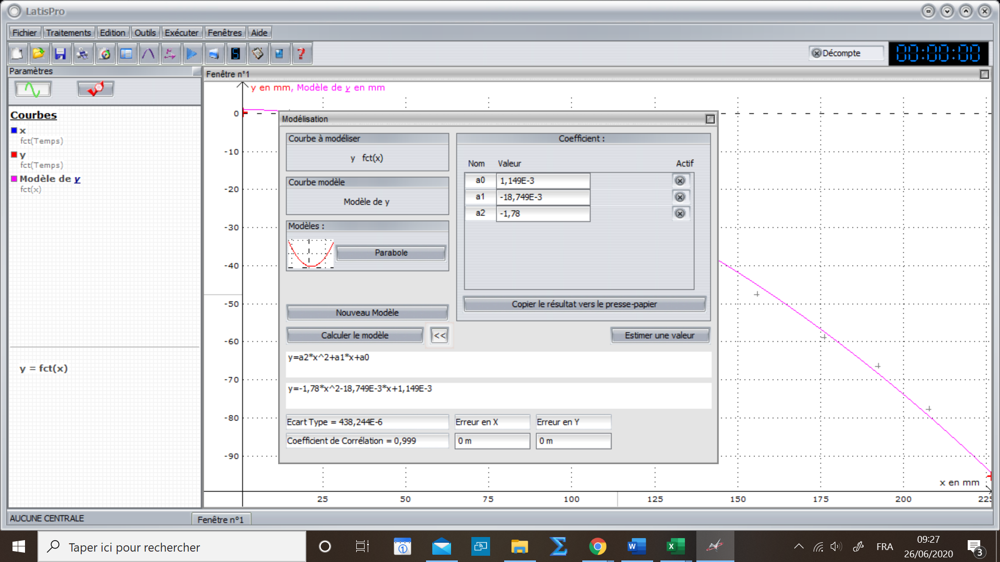 LatisPro
Fichier Traitements Edition Outils Exécuter Fenêtres Aide
Décompte 00:00:00
Paramètres
Courbes
x
fct(Temps)
y
fct(Temps)
Modèle de y
fct(x)
y = fct(x)
Fenêtre n°1
y en mm, Modèle de y en mm
0
-10
-20
-30
-40
-50
-60
-70
-80
-90
x en mm
25 50 75 100 125 150 175 200
Modélisation
Courbe à modéliser
y fct(x)
Courbe modèle
Modèle de y
Modèles :
Parabole
Nouveau Modèle
Calculer le modèle <<
Coefficient :
Nom Valeur Actif
a0 1,149E-3
a1 -18,749E-3
a2 -1,78
Copier le résultat vers le presse-papier
Estimer une valeur
y=a2*x^2+a1*x+a0
y=-1,78*x^2-18,749E-3*x+1,149E-3
Ecart Type = 438,244E-6 Erreur en X Erreur en Y
Coefficient de Corrélation = 0,999 0 m 0 m
AUCUNE CENTRALE Fenêtre n°1
Taper ici pour rechercher
FRA
09:27
26/06/2020
3